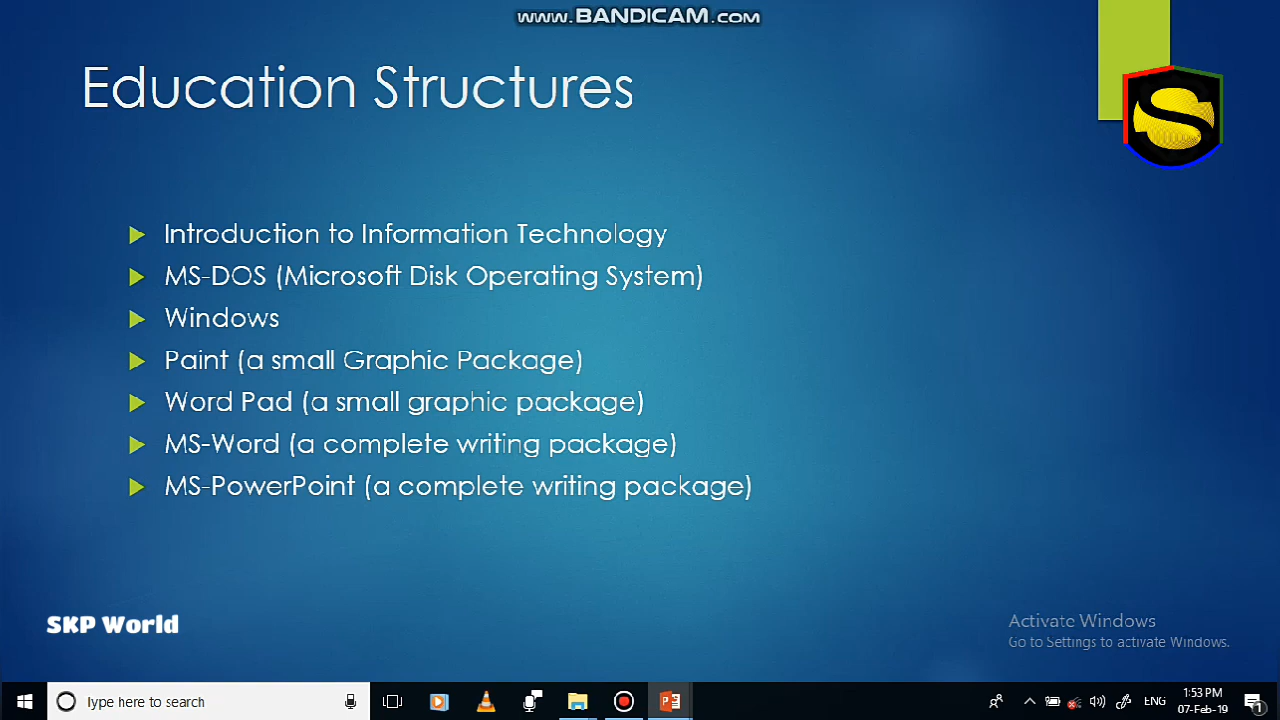 www.BANDICAM.com
Education Structures
S
Introduction to Information Technology
MS-DOS (Microsoft Disk Operating System)
Windows
Paint (a small Graphic Package)
Word Pad (a small graphic package)
MS-Word (a complete writing package)
MS-PowerPoint (a complete writing package)
SKP World
Activate Windows
Go to Settings to activate Windows.
Type here to search
ENG
1:53 PM
07-Feb-19
1